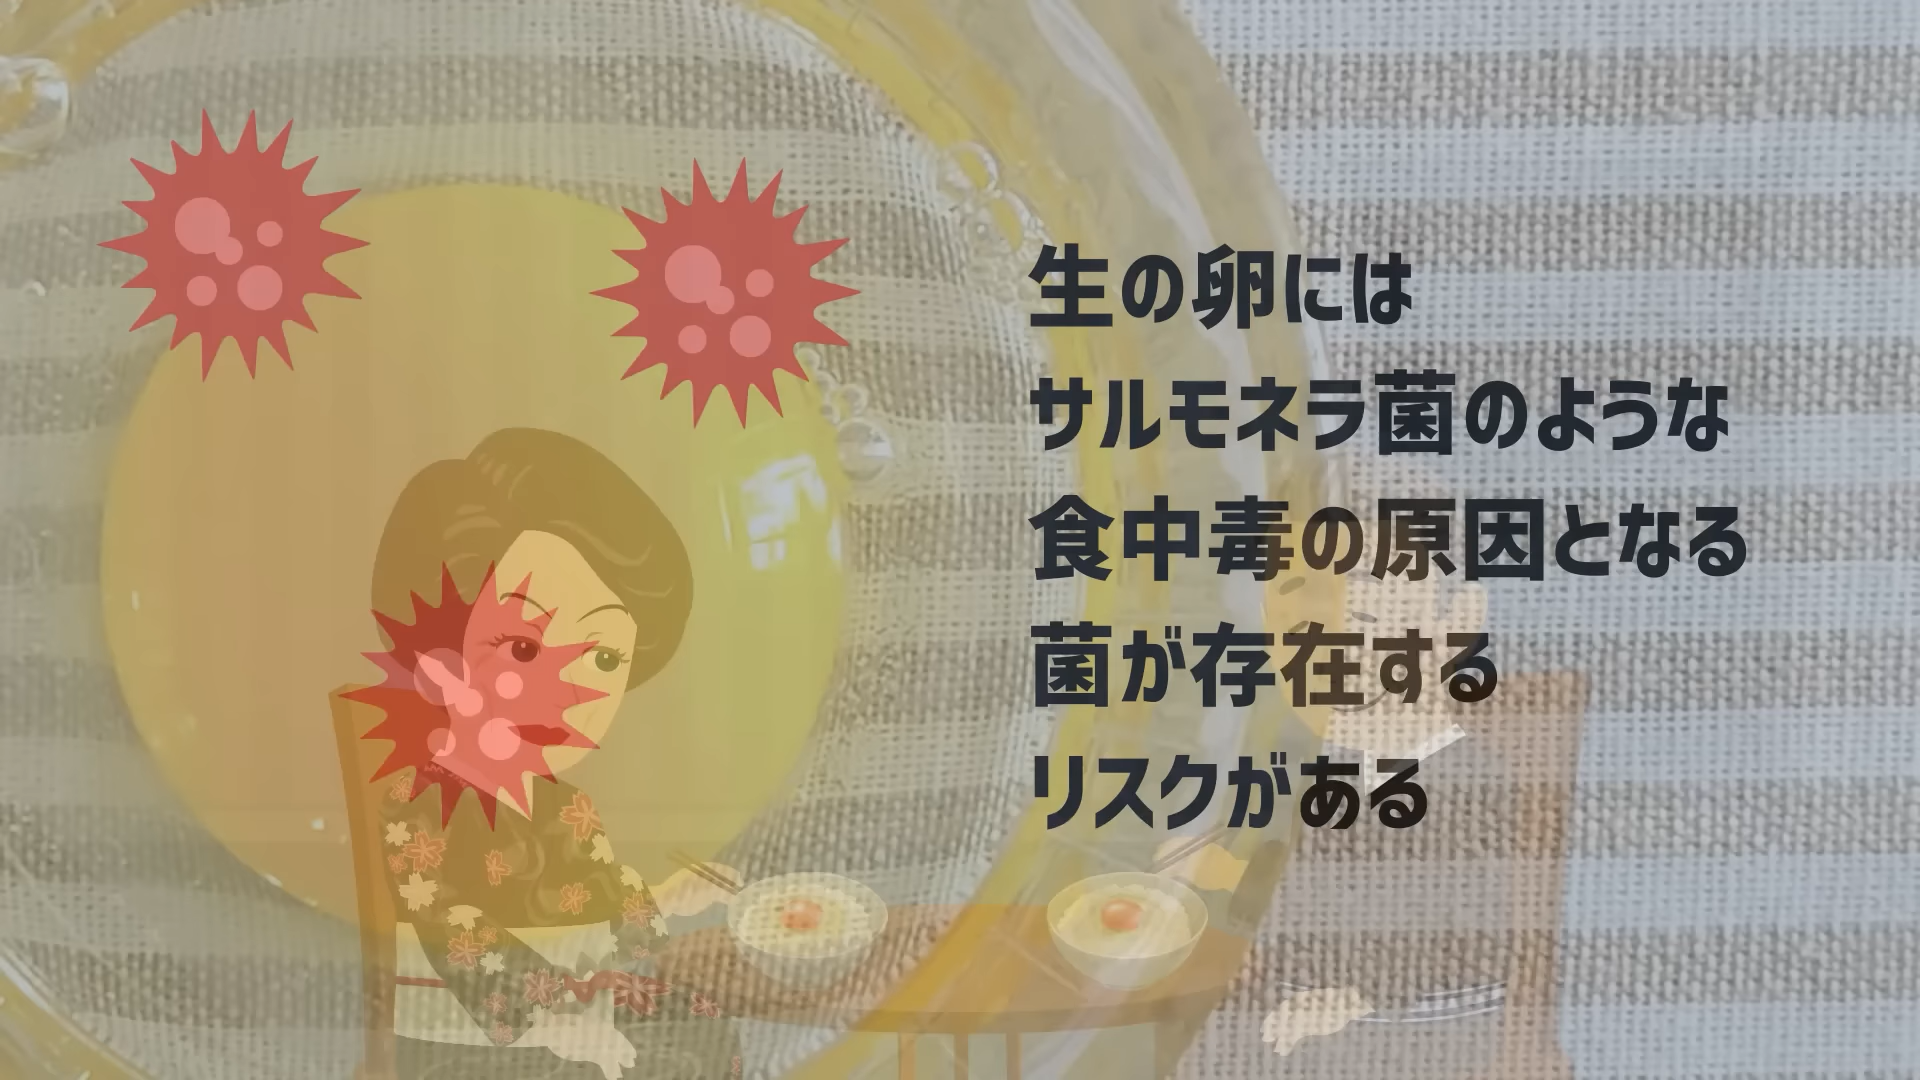 生の卵には
サルモネラ菌のような
食中毒の原因となる
菌が存在する
リスクがある